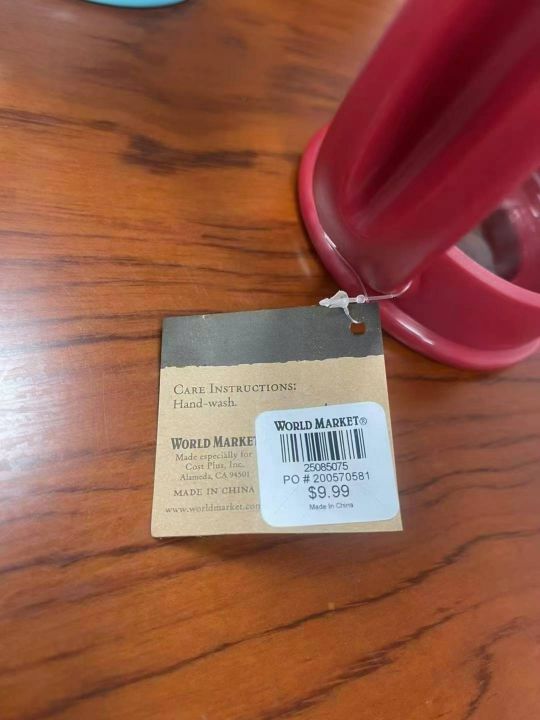 CARE INSTRUCTIONS:
Hand-wash.
WORLD MARKET
Made especially for
Cost Plus, Inc.
Alameda, CA 94501
MADE IN CHINA
www.worldmarket.com
WORLD MARKET®
25085075
PO # 200570581
$9.99
Made In China